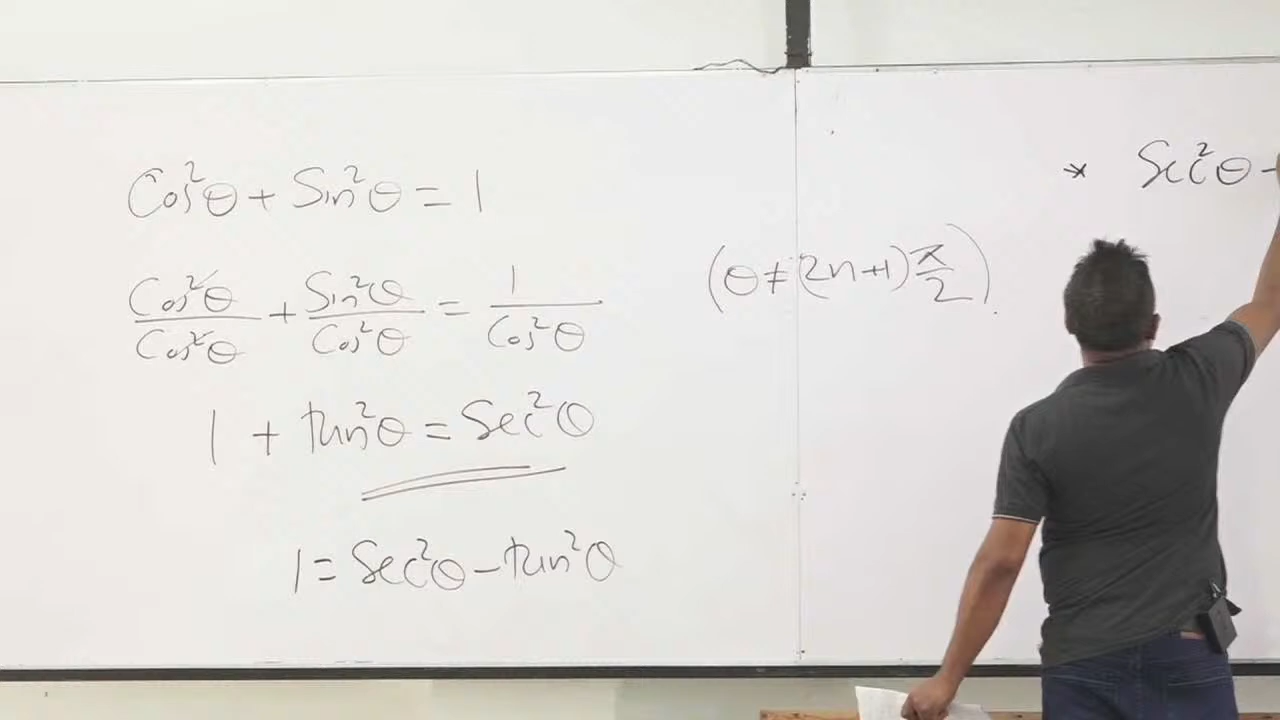 Cos²θ + Sin²θ = 1
Cos²θ/Cos²θ + Sin²θ/Cos²θ = 1/Cos²θ
(θ ≠ (2n+1) π/2)
1 + tan²θ = Sec²θ
1 = Sec²θ − tan²θ
* Sec²θ −